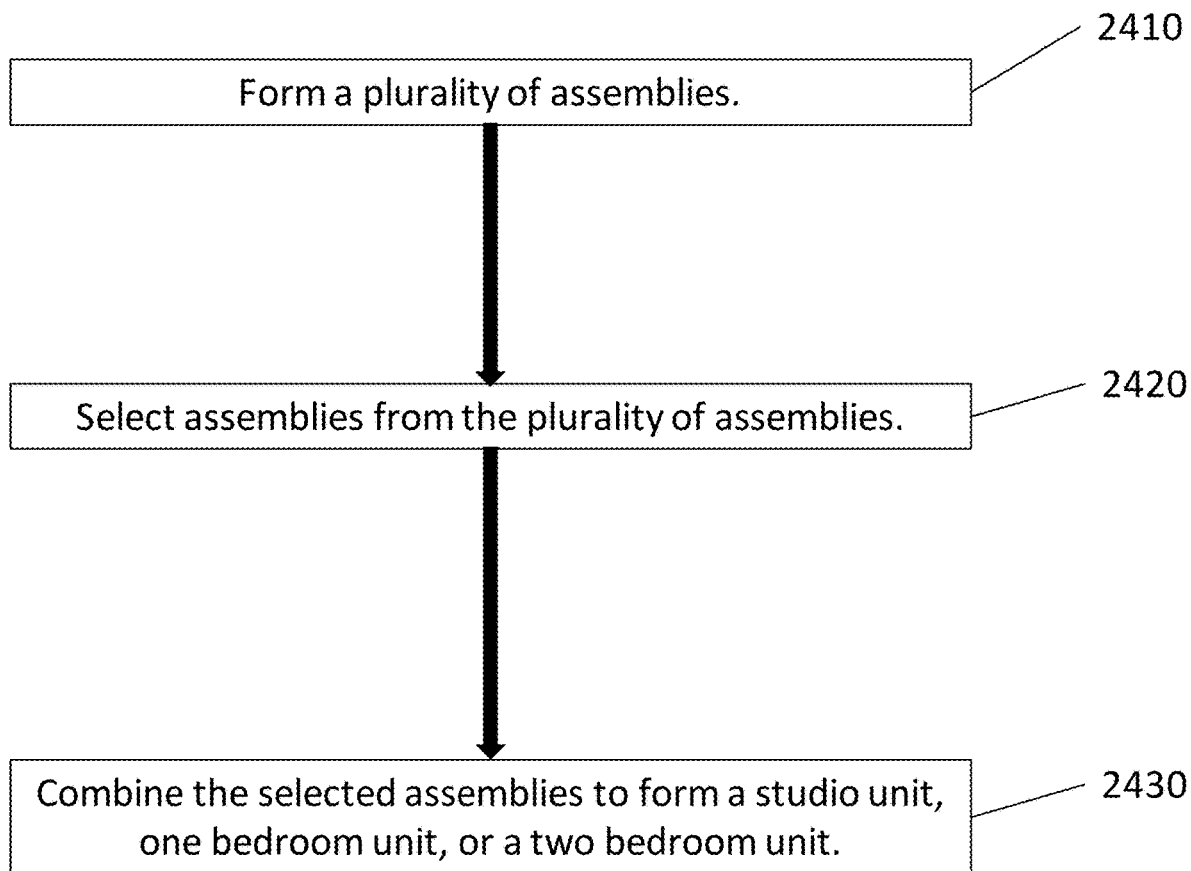 2410
Form a plurality of assemblies.
2420
Select assemblies from the plurality of assemblies.
2430
Combine the selected assemblies to form a studio unit,
one bedroom unit, or a two bedroom unit.